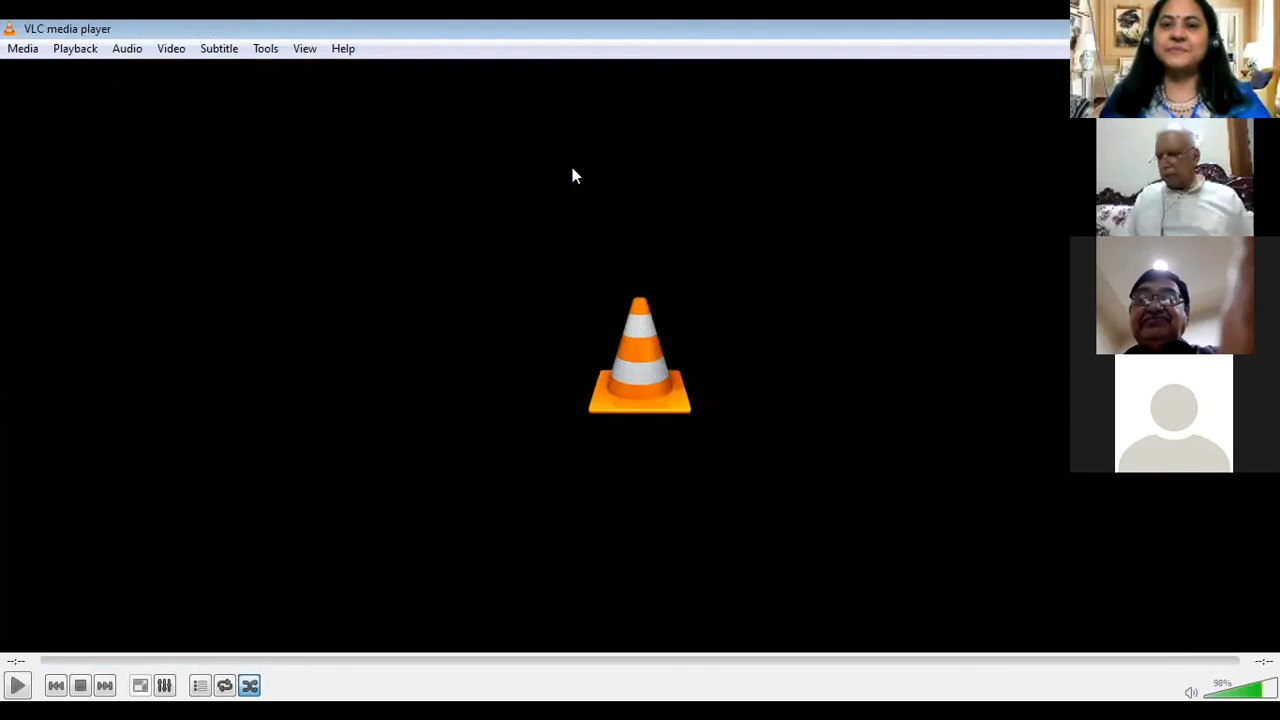 VLC media player
Media Playback Audio Video Subtitle Tools View Help
--:-- --:--
98%